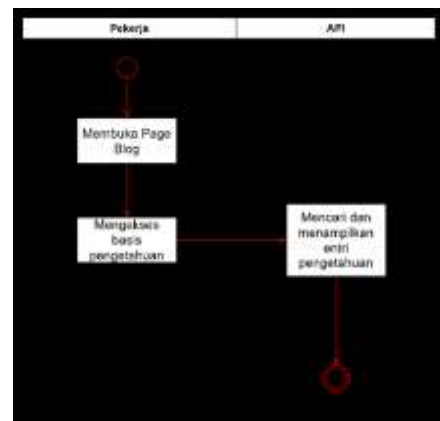 Pekerja
API
Membuka Page
Blog
Mengakses
basis
pengetahuan
Mencari dan
menampilkan
entri
pengetahuan